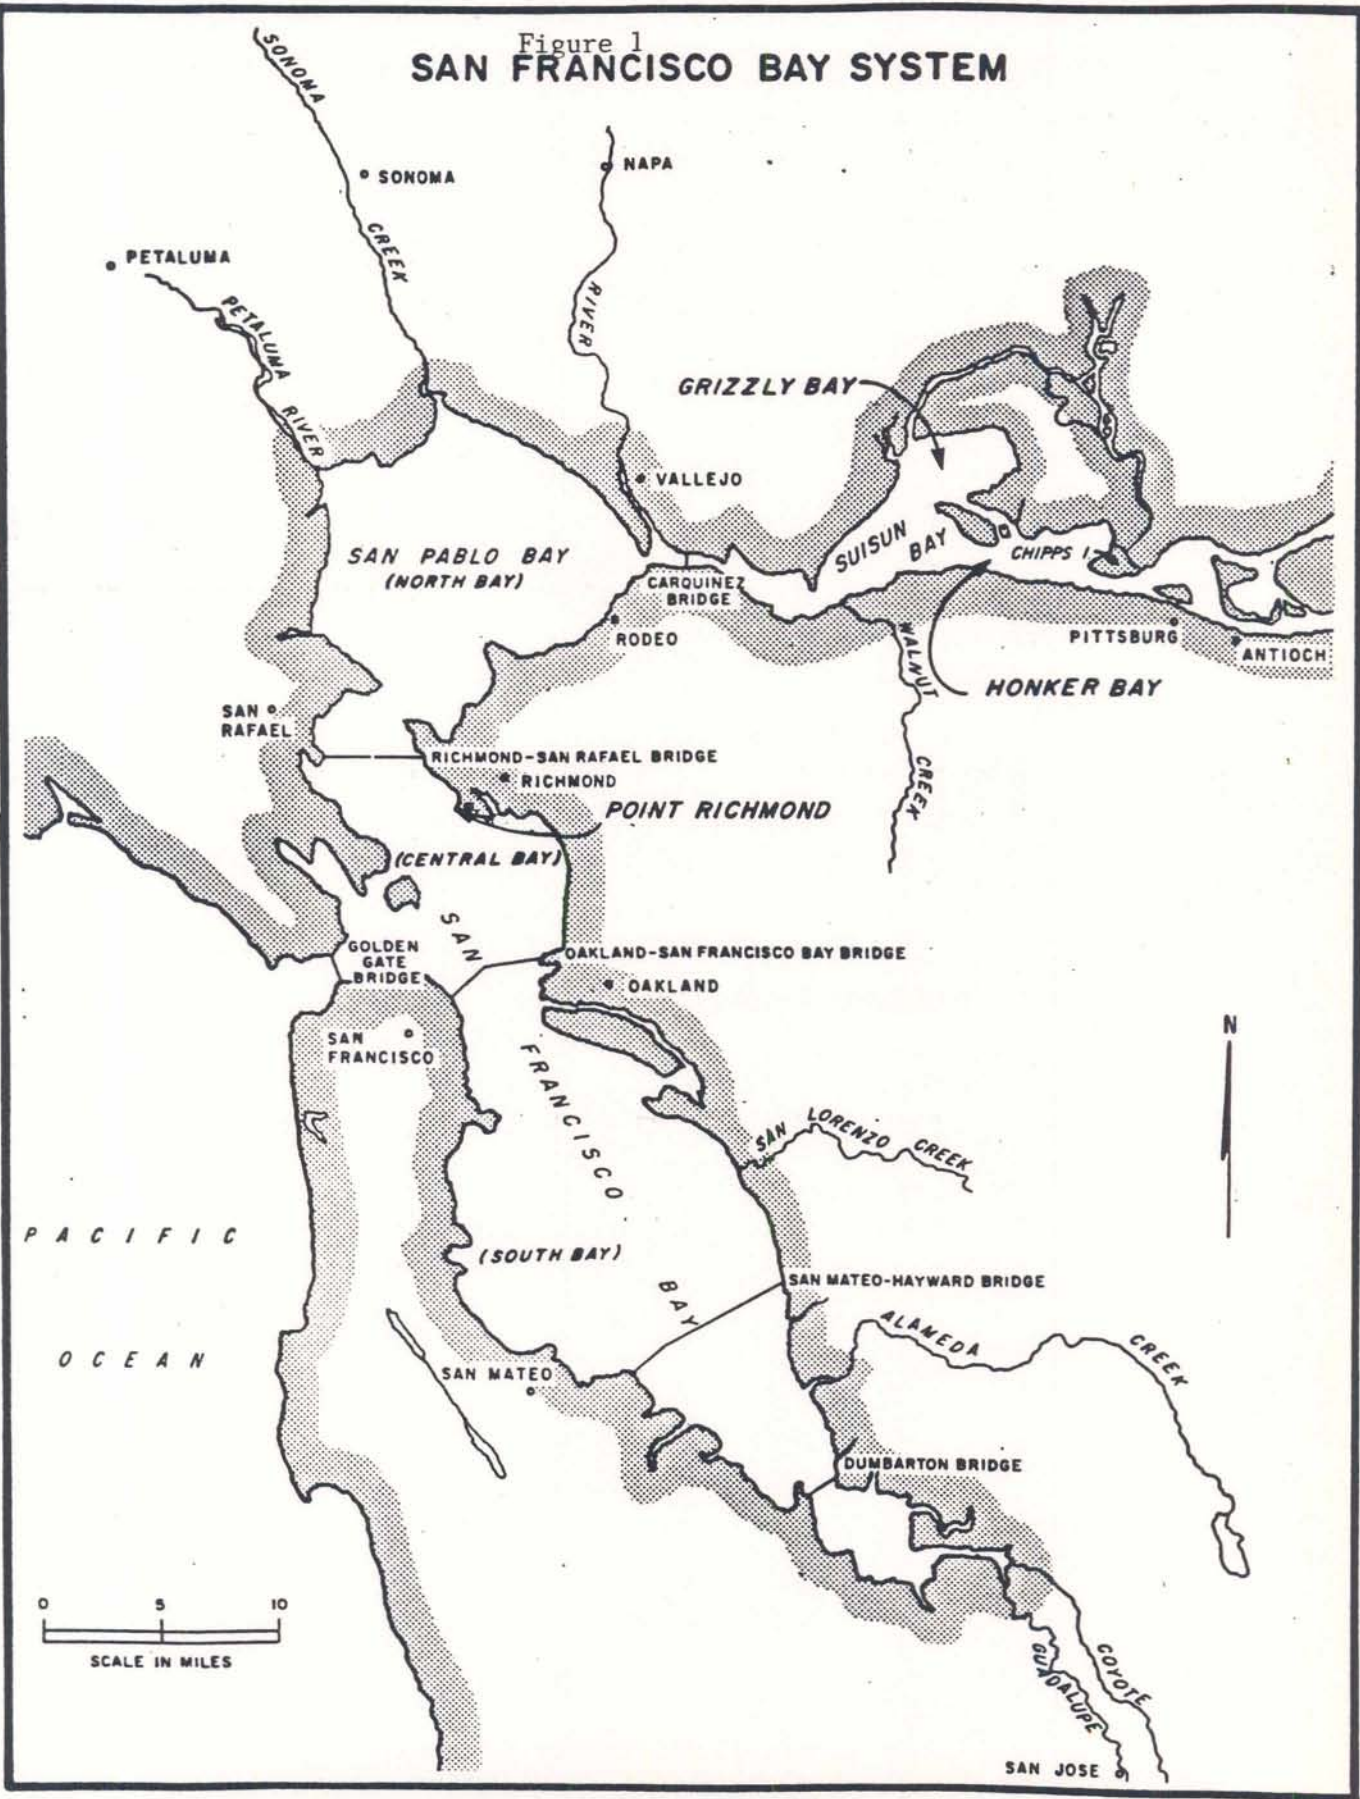 Figure 1
SAN FRANCISCO BAY SYSTEM
SONOMA
CREEK
SONOMA
NAPA
RIVER
PETALUMA
PETALUMA
RIVER
GRIZZLY BAY
VALLEJO
SAN PABLO BAY
(NORTH BAY)
SUISUN
BAY
CHIPPS I.
CARQUINEZ
BRIDGE
RODEO
PITTSBURG
ANTIOCH
WALNUT
CREEK
HONKER BAY
SAN
RAFAEL
RICHMOND-SAN RAFAEL BRIDGE
RICHMOND
POINT RICHMOND
(CENTRAL BAY)
SAN
FRANCISCO
BAY
GOLDEN
GATE
BRIDGE
OAKLAND-SAN FRANCISCO BAY BRIDGE
OAKLAND
SAN
FRANCISCO
N
SAN LORENZO CREEK
PACIFIC
OCEAN
(SOUTH BAY)
SAN MATEO-HAYWARD BRIDGE
ALAMEDA
CREEK
SAN MATEO
DUMBARTON BRIDGE
0 5 10
SCALE IN MILES
GUADALUPE
COYOTE
SAN JOSE